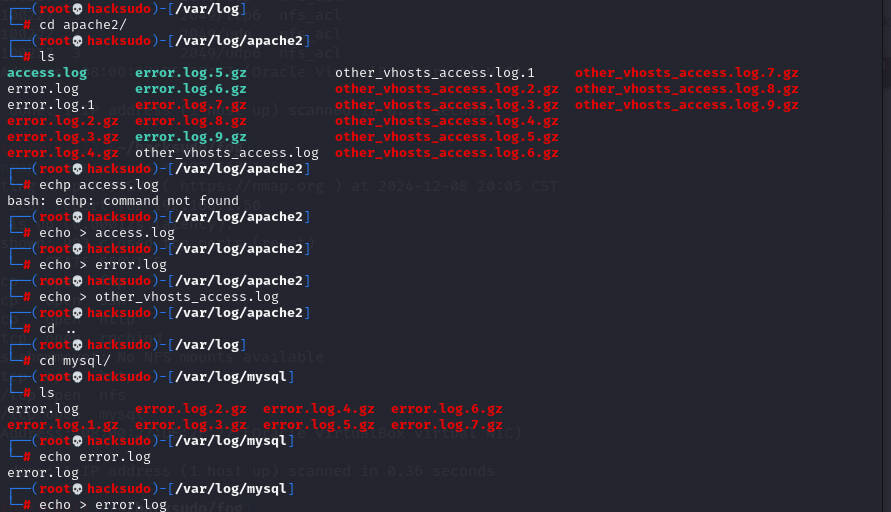 ┌──(root💀hacksudo)-[/var/log]
└─# cd apache2/
┌──(root💀hacksudo)-[/var/log/apache2]
└─# ls
access.log error.log.5.gz other_vhosts_access.log.1 other_vhosts_access.log.7.gz
error.log error.log.6.gz other_vhosts_access.log.2.gz other_vhosts_access.log.8.gz
error.log.1 error.log.7.gz other_vhosts_access.log.3.gz other_vhosts_access.log.9.gz
error.log.2.gz error.log.8.gz other_vhosts_access.log.4.gz
error.log.3.gz error.log.9.gz other_vhosts_access.log.5.gz
error.log.4.gz other_vhosts_access.log other_vhosts_access.log.6.gz
┌──(root💀hacksudo)-[/var/log/apache2]
└─# echp access.log
bash: echp: command not found
┌──(root💀hacksudo)-[/var/log/apache2]
└─# echo > access.log
┌──(root💀hacksudo)-[/var/log/apache2]
└─# echo > error.log
┌──(root💀hacksudo)-[/var/log/apache2]
└─# echo > other_vhosts_access.log
┌──(root💀hacksudo)-[/var/log/apache2]
└─# cd ..
┌──(root💀hacksudo)-[/var/log]
└─# cd mysql/
┌──(root💀hacksudo)-[/var/log/mysql]
└─# ls
error.log error.log.2.gz error.log.4.gz error.log.6.gz
error.log.1.gz error.log.3.gz error.log.5.gz error.log.7.gz
┌──(root💀hacksudo)-[/var/log/mysql]
└─# echo error.log
error.log
┌──(root💀hacksudo)-[/var/log/mysql]
└─# echo > error.log